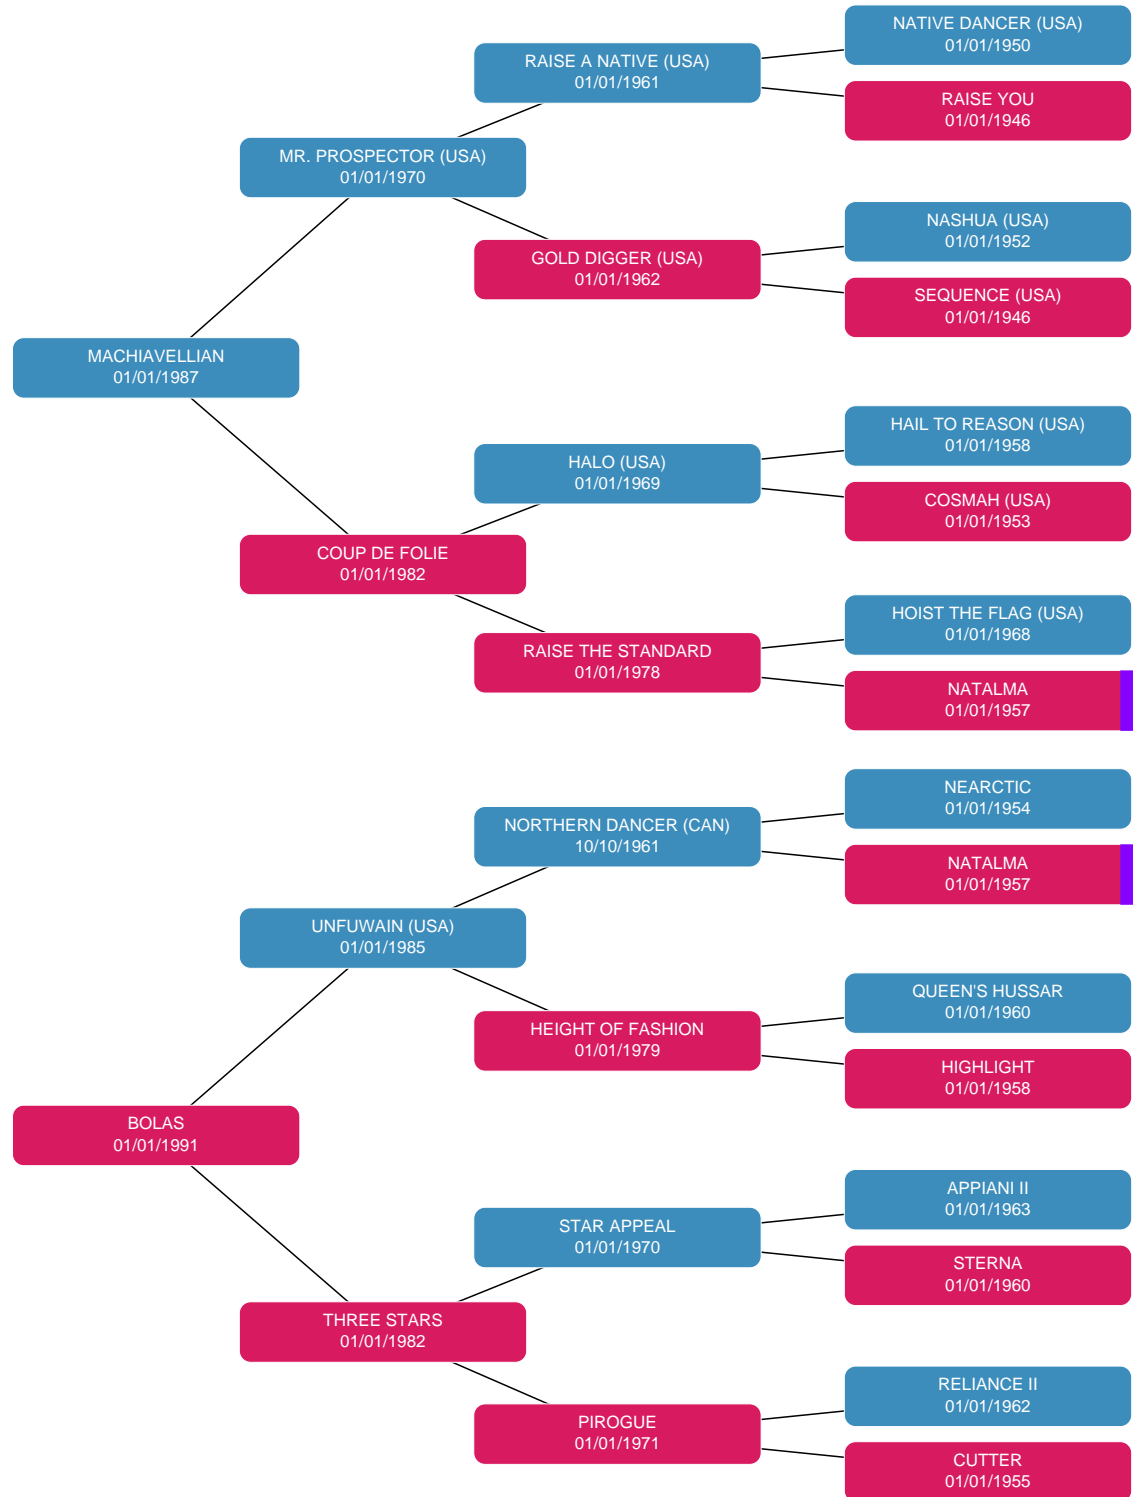 NATIVE DANCER (USA)
01/01/1950
RAISE A NATIVE (USA)
01/01/1961
RAISE YOU
01/01/1946
MR. PROSPECTOR (USA)
01/01/1970
NASHUA (USA)
01/01/1952
GOLD DIGGER (USA)
01/01/1962
SEQUENCE (USA)
01/01/1946
MACHIAVELLIAN
01/01/1987
HAIL TO REASON (USA)
01/01/1958
HALO (USA)
01/01/1969
COSMAH (USA)
01/01/1953
COUP DE FOLIE
01/01/1982
HOIST THE FLAG (USA)
01/01/1968
RAISE THE STANDARD
01/01/1978
NATALMA
01/01/1957
NEARCTIC
01/01/1954
NORTHERN DANCER (CAN)
10/10/1961
NATALMA
01/01/1957
UNFUWAIN (USA)
01/01/1985
QUEEN'S HUSSAR
01/01/1960
HEIGHT OF FASHION
01/01/1979
HIGHLIGHT
01/01/1958
BOLAS
01/01/1991
APPIANI II
01/01/1963
STAR APPEAL
01/01/1970
STERNA
01/01/1960
THREE STARS
01/01/1982
RELIANCE II
01/01/1962
PIROGUE
01/01/1971
CUTTER
01/01/1955